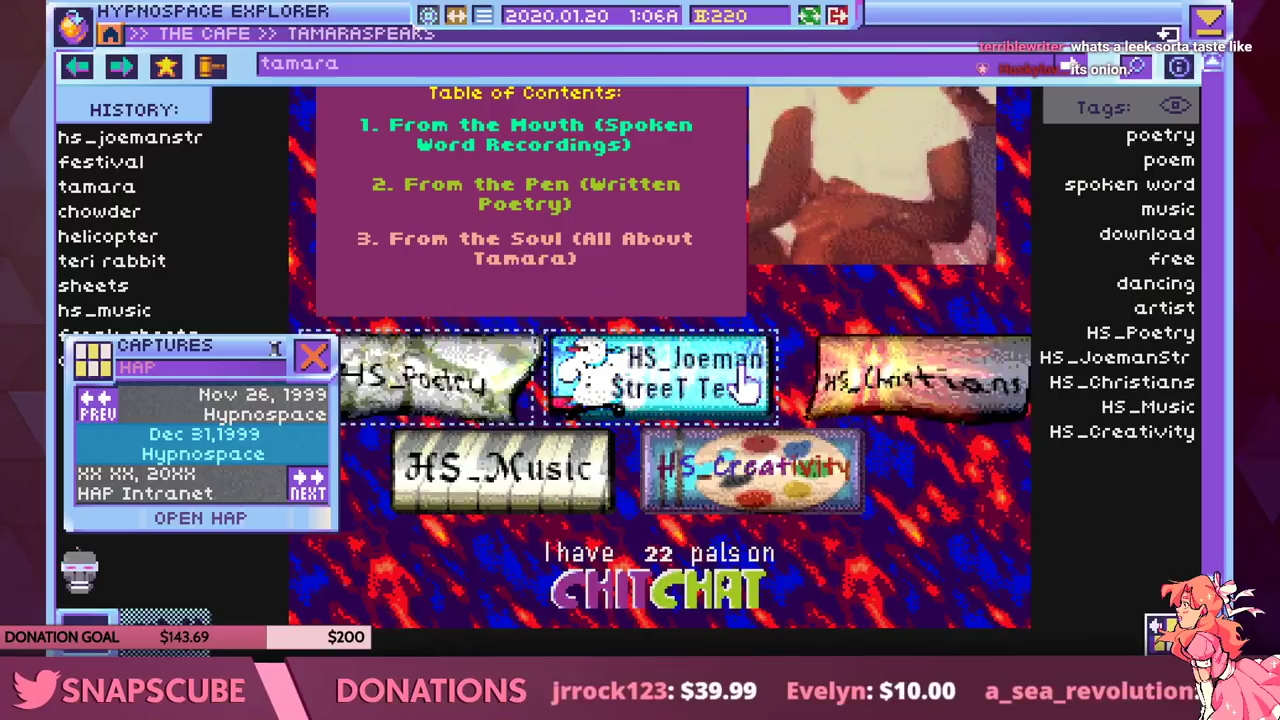 HYPNOSPACE EXPLORER
2020.01.20 1:06A
220
>> THE CAFE >> TAMARASPEAKS
terriblewriter whats a leek sorta taste like
its onion.
tamara
HISTORY:
hs_joemanstr
festival
tamara
chowder
helicopter
teri rabbit
sheets
hs_music
Table of Contents:
1. From the Mouth (Spoken
Word Recordings)
2. From the Pen (Written
Poetry)
3. From the Soul (All About
Tamara)
Tags:
poetry
poem
spoken word
music
download
free
dancing
artist
HS_Poetry
HS_JoemanStr
HS_Christians
HS_Music
HS_Creativity
CAPTURES
HAP
PREV
Nov 26, 1999
Hypnospace
Dec 31,1999
Hypnospace
XX XX, 20XX
HAP Intranet
NEXT
OPEN HAP
HS_Poetry
HS_Joeman
StreeT Te
HS_Christians
HS_Music
HS_Creativity
I have 22 pals on
CHITCHAT
DONATION GOAL $143.69 $200
SNAPSCUBE
DONATIONS
jrrock123: $39.99 Evelyn: $10.00 a_sea_revolution: